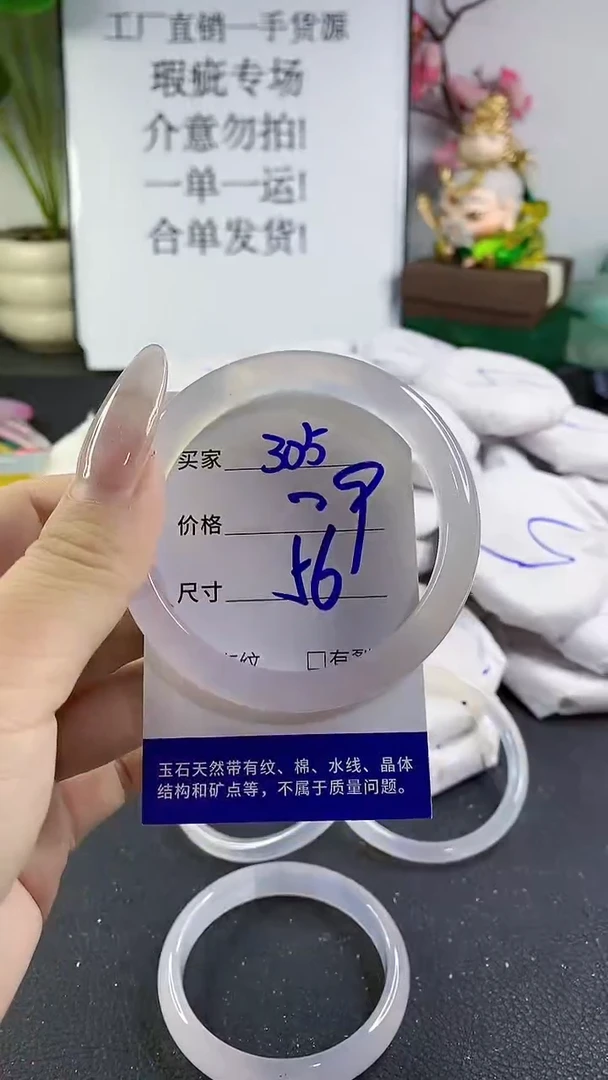 工厂直销一手货源
瑕疵专场
介意勿拍!
一单一运!
合单发货!
买家 305
价格
尺寸 56
玉石天然带有纹、棉、水线、晶体
结构和矿点等，不属于质量问题。